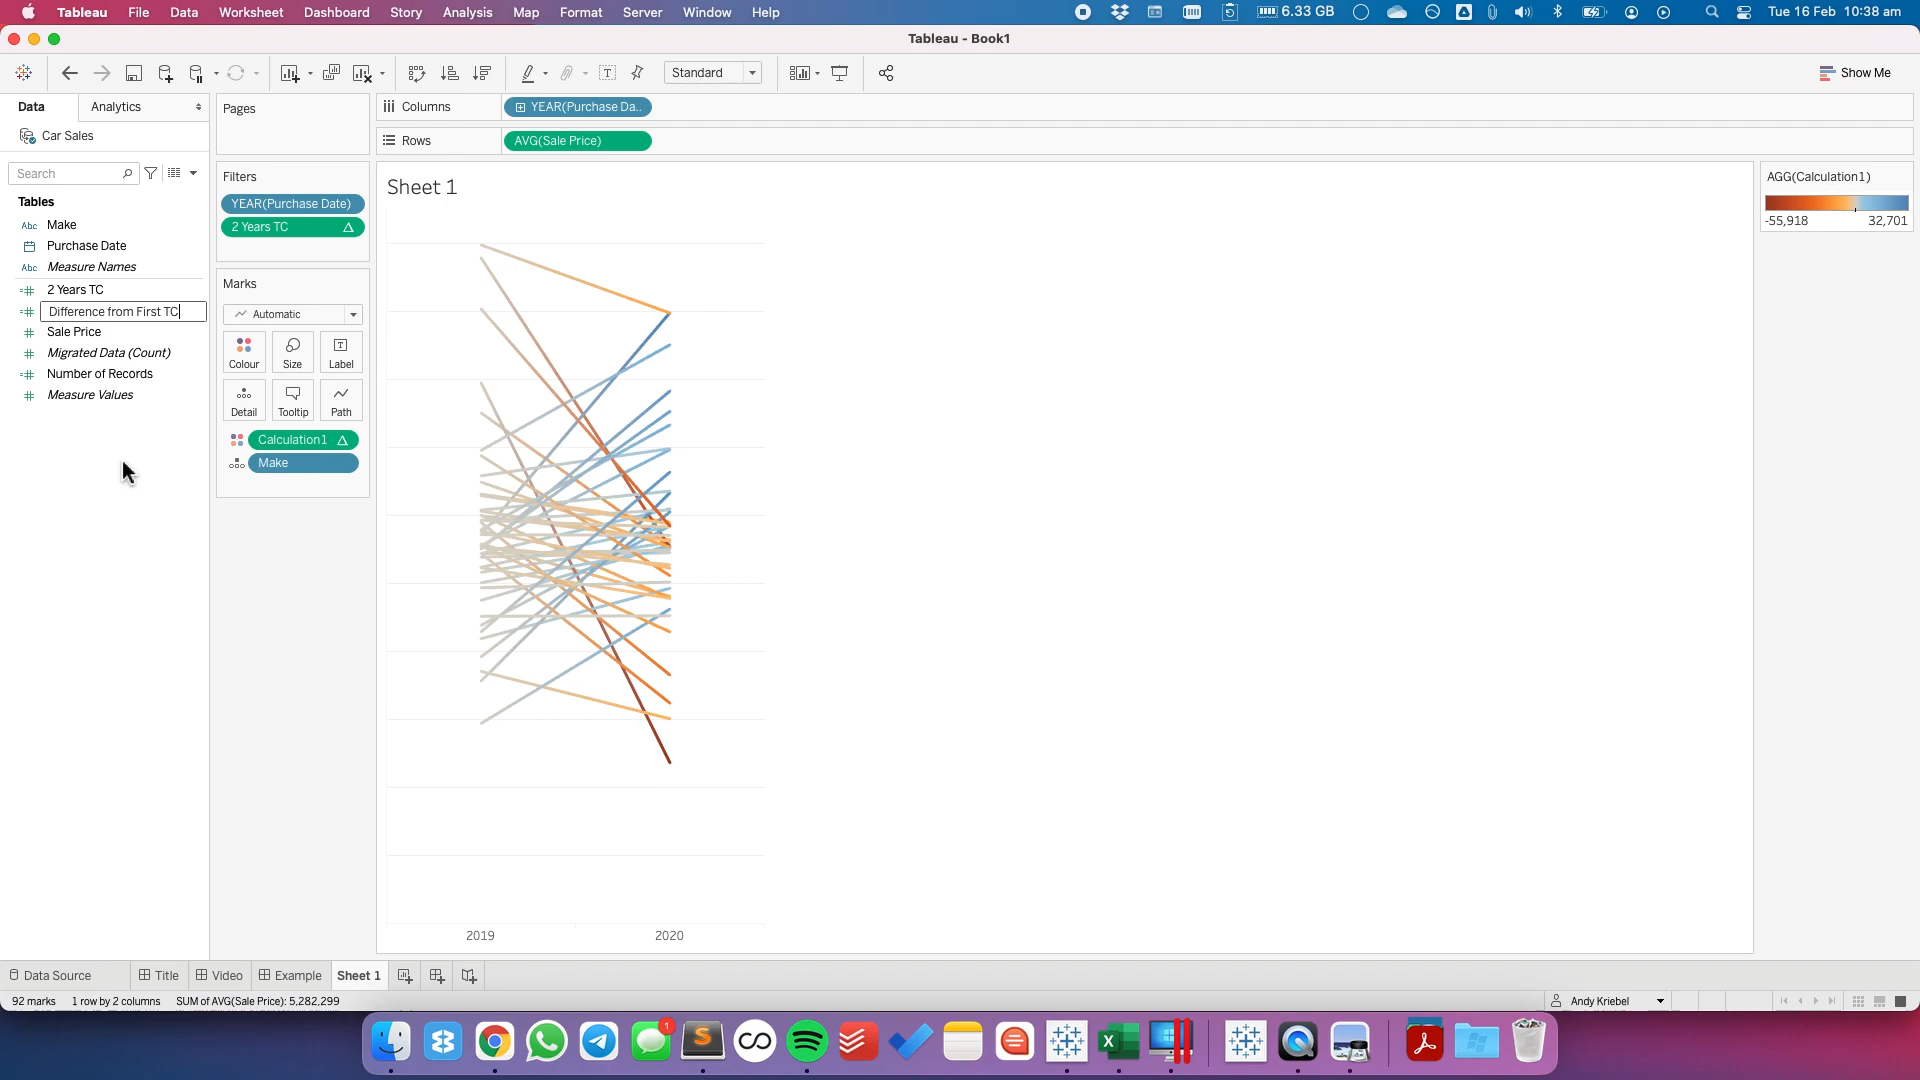 Tableau File Data Worksheet Dashboard Story Analysis Map Format Server Window Help 6.33 GB Tue 16 Feb 10:38 am
Tableau - Book1
Standard Show Me
Data Analytics
Car Sales
Search
Tables
Abc Make
Purchase Date
Abc Measure Names
2 Years TC
Difference from First TC
Sale Price
Migrated Data (Count)
Number of Records
Measure Values
Pages
Filters
YEAR(Purchase Date)
2 Years TC
Marks
Automatic
Colour Size Label
Detail Tooltip Path
Calculation1
Make
Columns YEAR(Purchase Da..
Rows AVG(Sale Price)
Sheet 1
2019 2020
AGG(Calculation1)
-55,918 32,701
Data Source Title Video Example Sheet 1
92 marks 1 row by 2 columns SUM of AVG(Sale Price): 5,282,299 Andy Kriebel
1